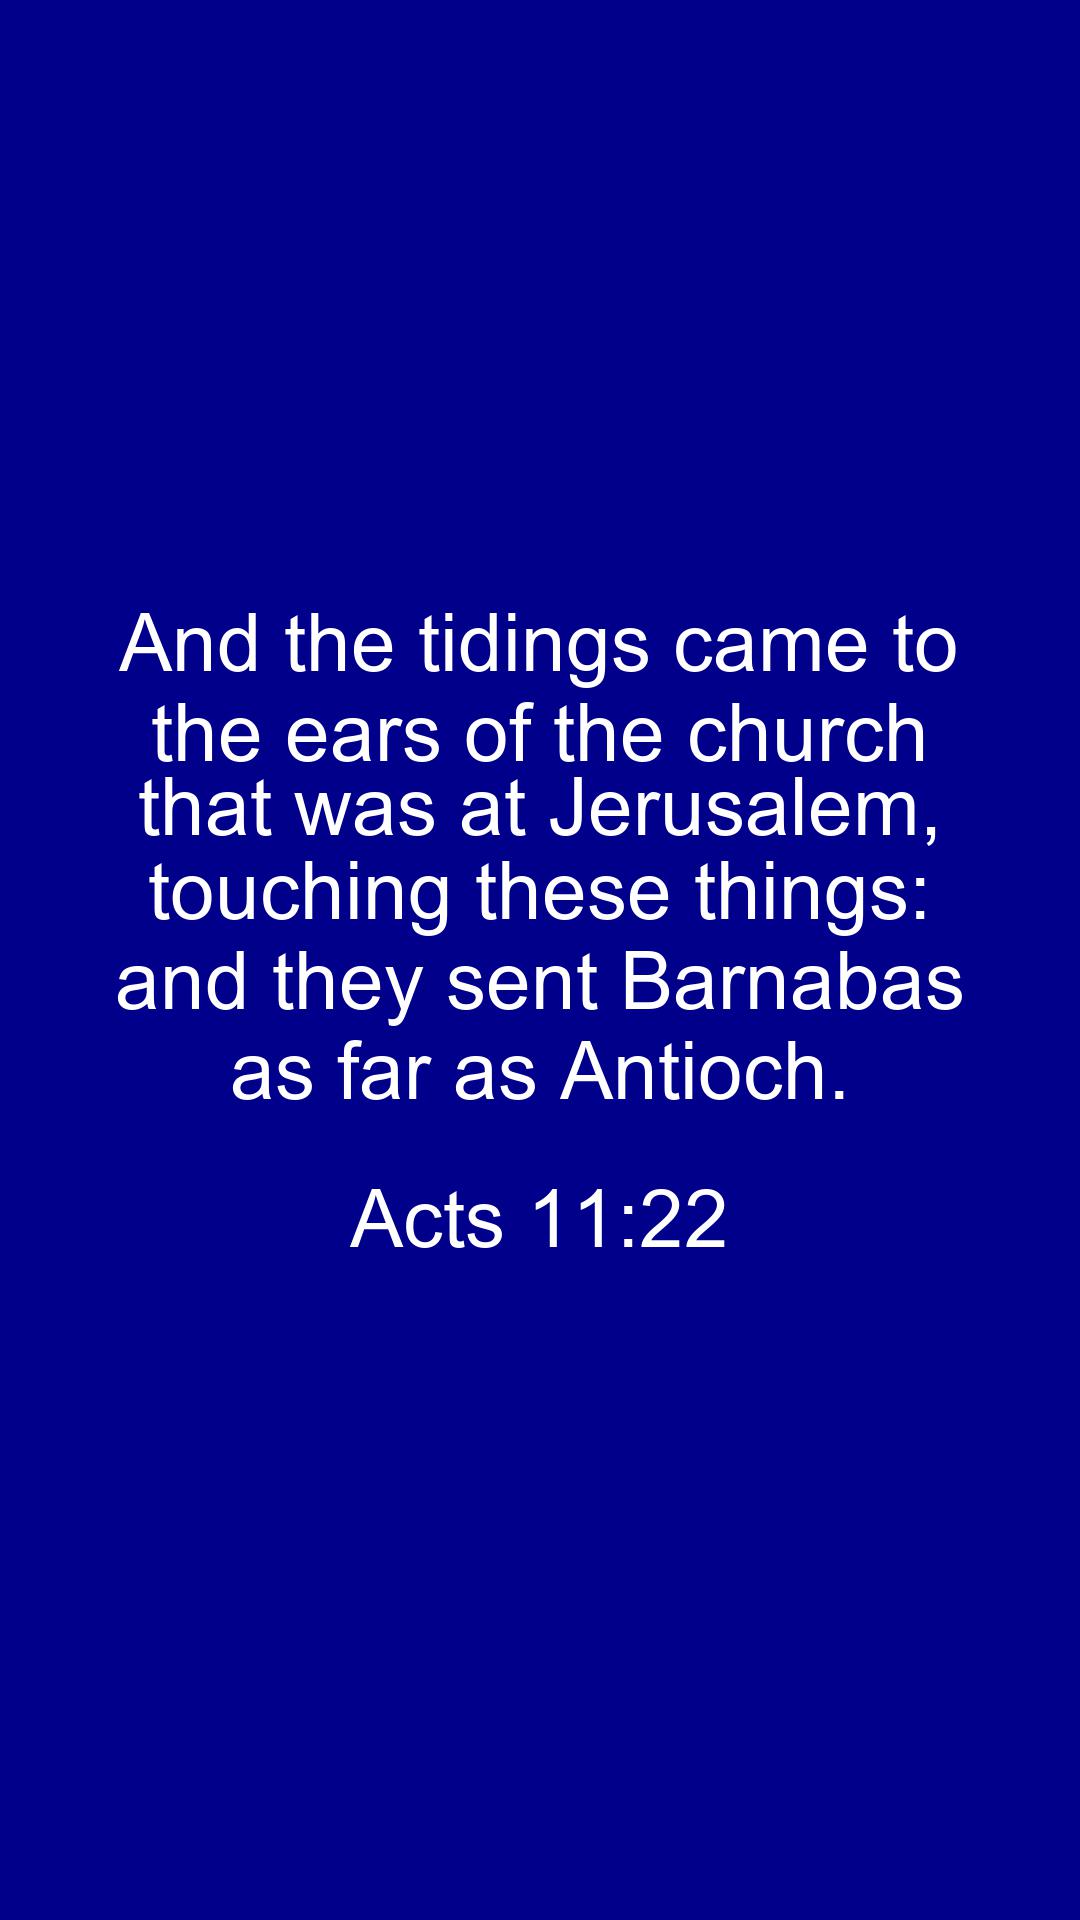 And the tidings came to
the ears of the church
that was at Jerusalem,
touching these things:
and they sent Barnabas
as far as Antioch.
Acts 11:22